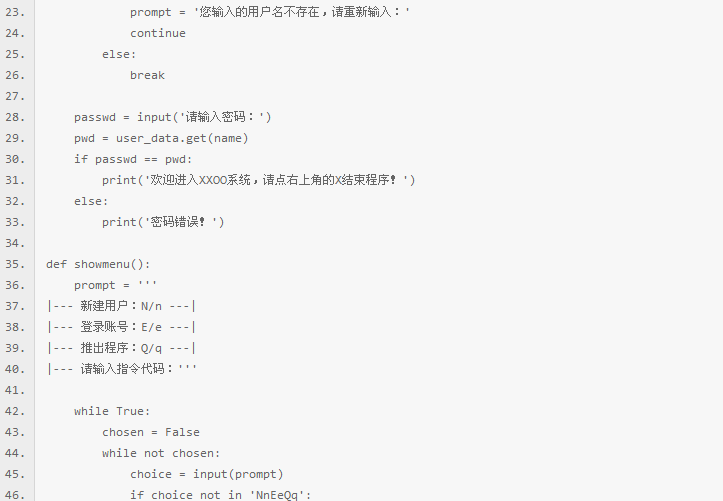 23.            prompt = '您输入的用户名不存在，请重新输入：'
24.            continue
25.        else:
26.            break
27.
28.    passwd = input('请输入密码：')
29.    pwd = user_data.get(name)
30.    if passwd == pwd:
31.        print('欢迎进入XXOO系统，请点右上角的X结束程序！')
32.    else:
33.        print('密码错误！')
34.
35. def showmenu():
36.    prompt = '''
37. |--- 新建用户：N/n ---|
38. |--- 登录账号：E/e ---|
39. |--- 推出程序：Q/q ---|
40. |--- 请输入指令代码：'''
41.
42.    while True:
43.        chosen = False
44.        while not chosen:
45.            choice = input(prompt)
46.            if choice not in 'NnEeQq':